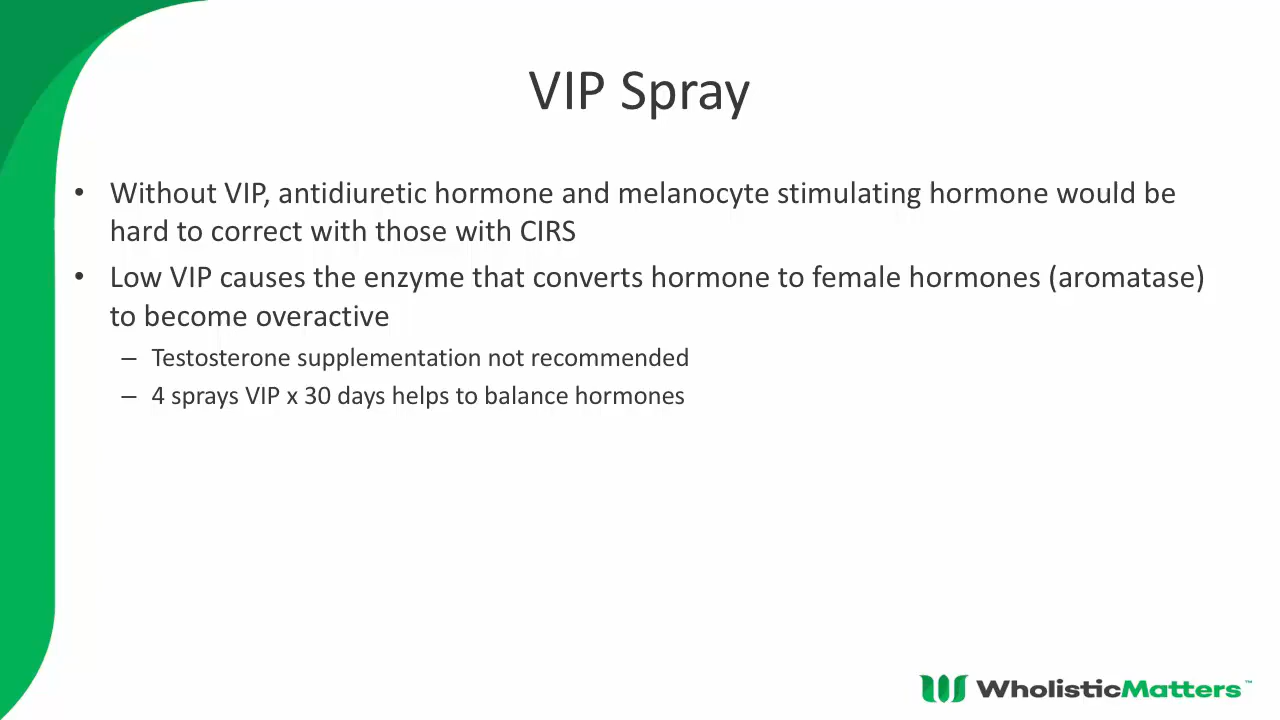 VIP Spray
• Without VIP, antidiuretic hormone and melanocyte stimulating hormone would be
hard to correct with those with CIRS
• Low VIP causes the enzyme that converts hormone to female hormones (aromatase)
to become overactive
– Testosterone supplementation not recommended
– 4 sprays VIP x 30 days helps to balance hormones
WholisticMatters™